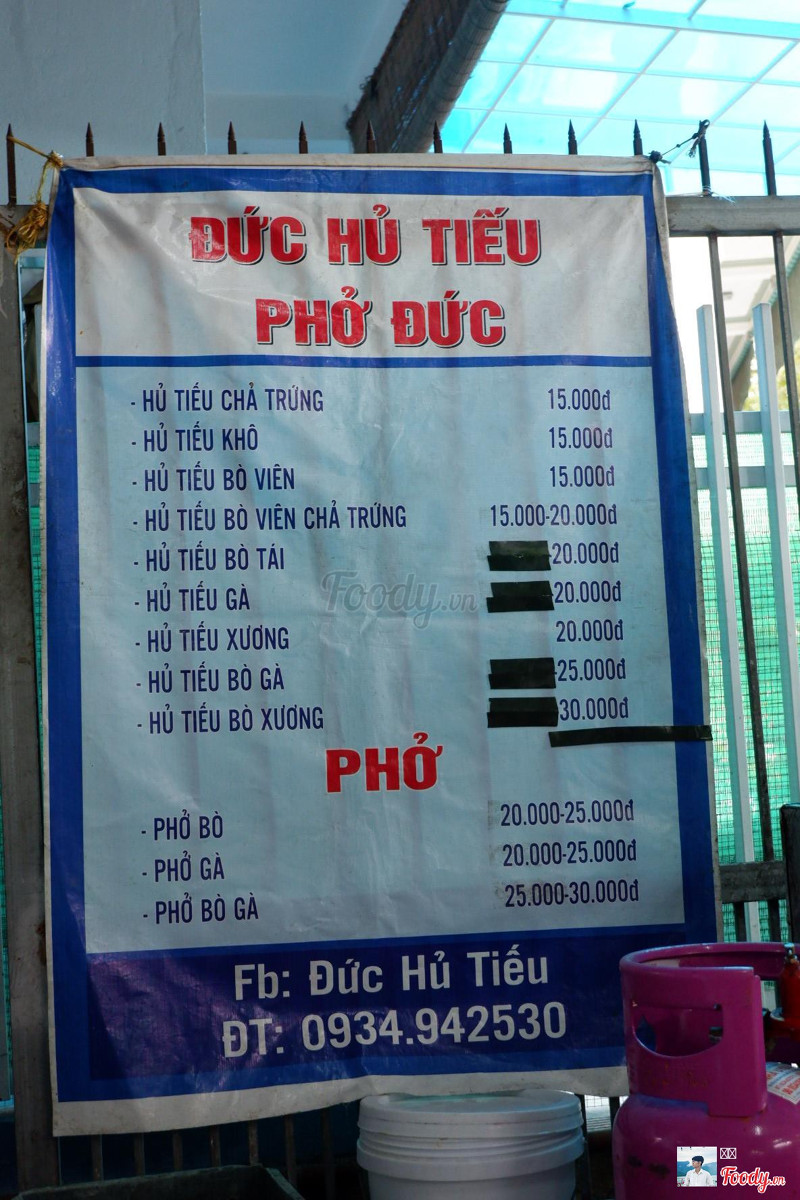 ĐỨC HỦ TIẾU
PHỞ ĐỨC
- HỦ TIẾU CHẢ TRỨNG 15.000đ
- HỦ TIẾU KHÔ 15.000đ
- HỦ TIẾU BÒ VIÊN 15.000đ
- HỦ TIẾU BÒ VIÊN CHẢ TRỨNG 15.000-20.000đ
- HỦ TIẾU BÒ TÁI -20.000đ
- HỦ TIẾU GÀ -20.000đ
- HỦ TIẾU XƯƠNG 20.000đ
- HỦ TIẾU BÒ GÀ -25.000đ
- HỦ TIẾU BÒ XƯƠNG 30.000đ
Foody.vn
PHỞ
- PHỞ BÒ 20.000-25.000đ
- PHỞ GÀ 20.000-25.000đ
- PHỞ BÒ GÀ 25.000-30.000đ
Fb: Đức Hủ Tiếu
ĐT: 0934.942530
Foody.vn